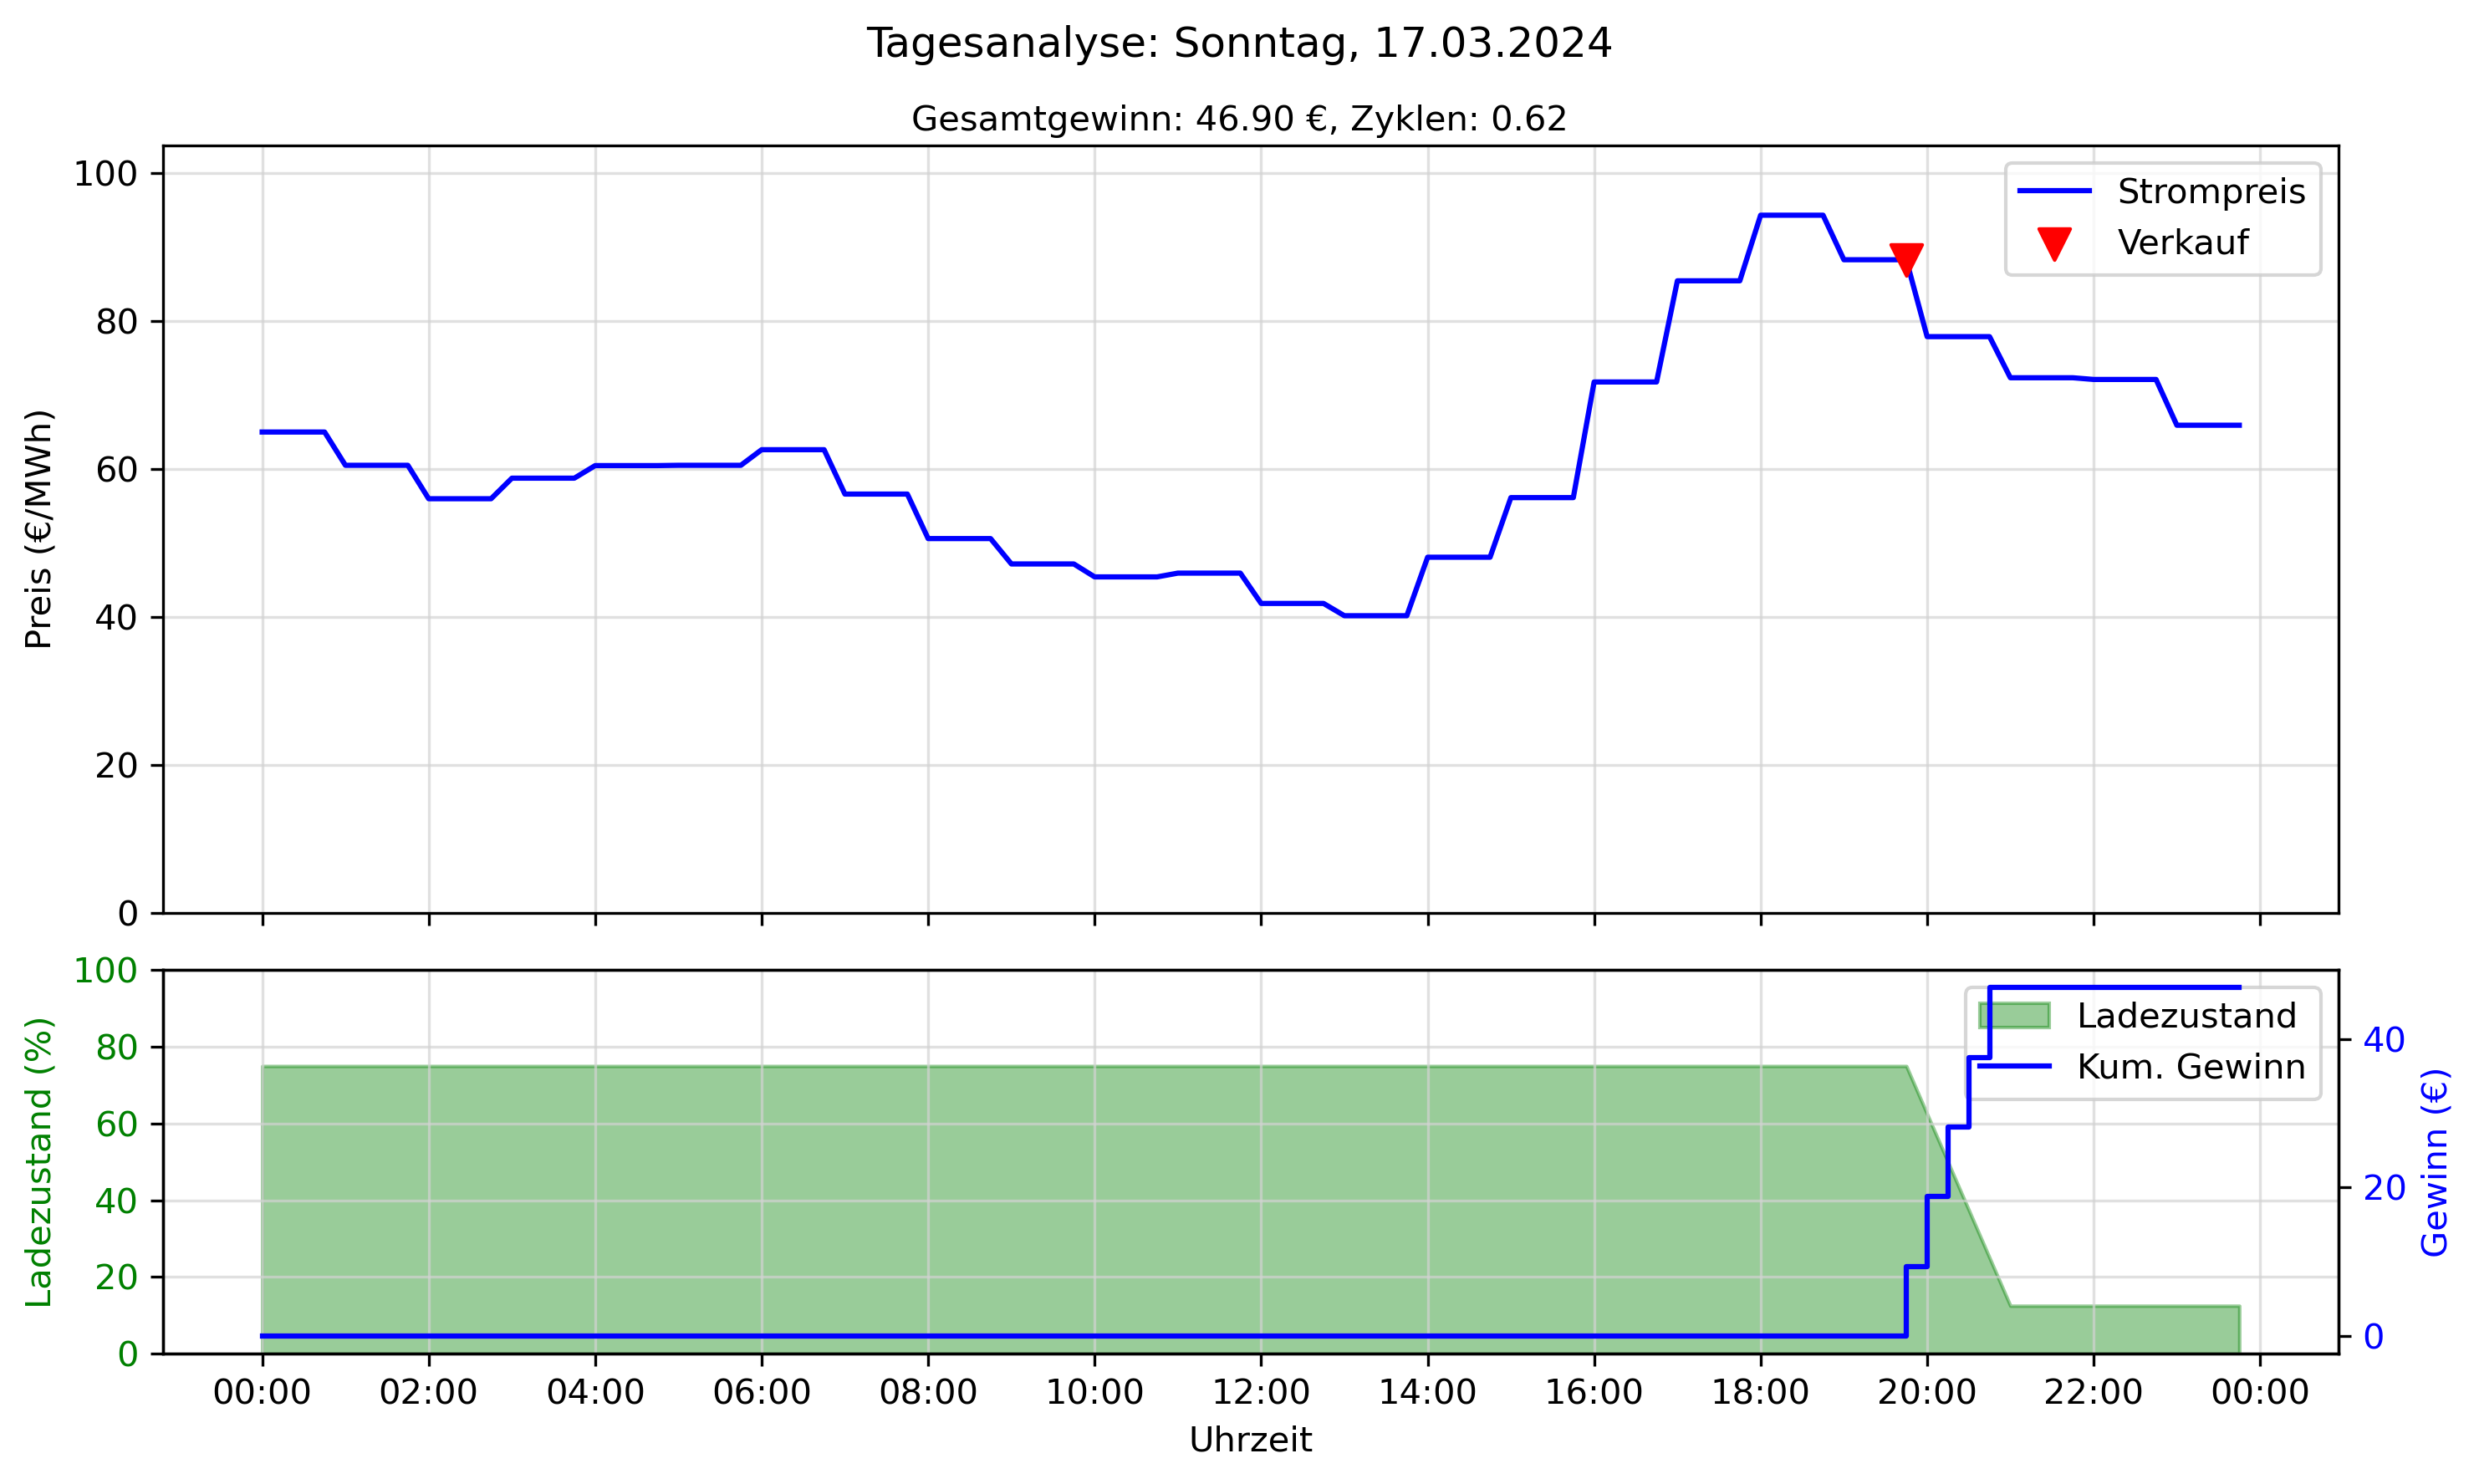 Tagesanalyse: Sonntag, 17.03.2024
Gesamtgewinn: 46.90 €, Zyklen: 0.62
100
80
60
40
20
0
Preis (€/MWh)
Strompreis
Verkauf
100
80
60
40
20
0
Ladezustand (%)
Ladezustand
Kum. Gewinn
40
20
0
Gewinn (€)
00:00 02:00 04:00 06:00 08:00 10:00 12:00 14:00 16:00 18:00 20:00 22:00 00:00
Uhrzeit